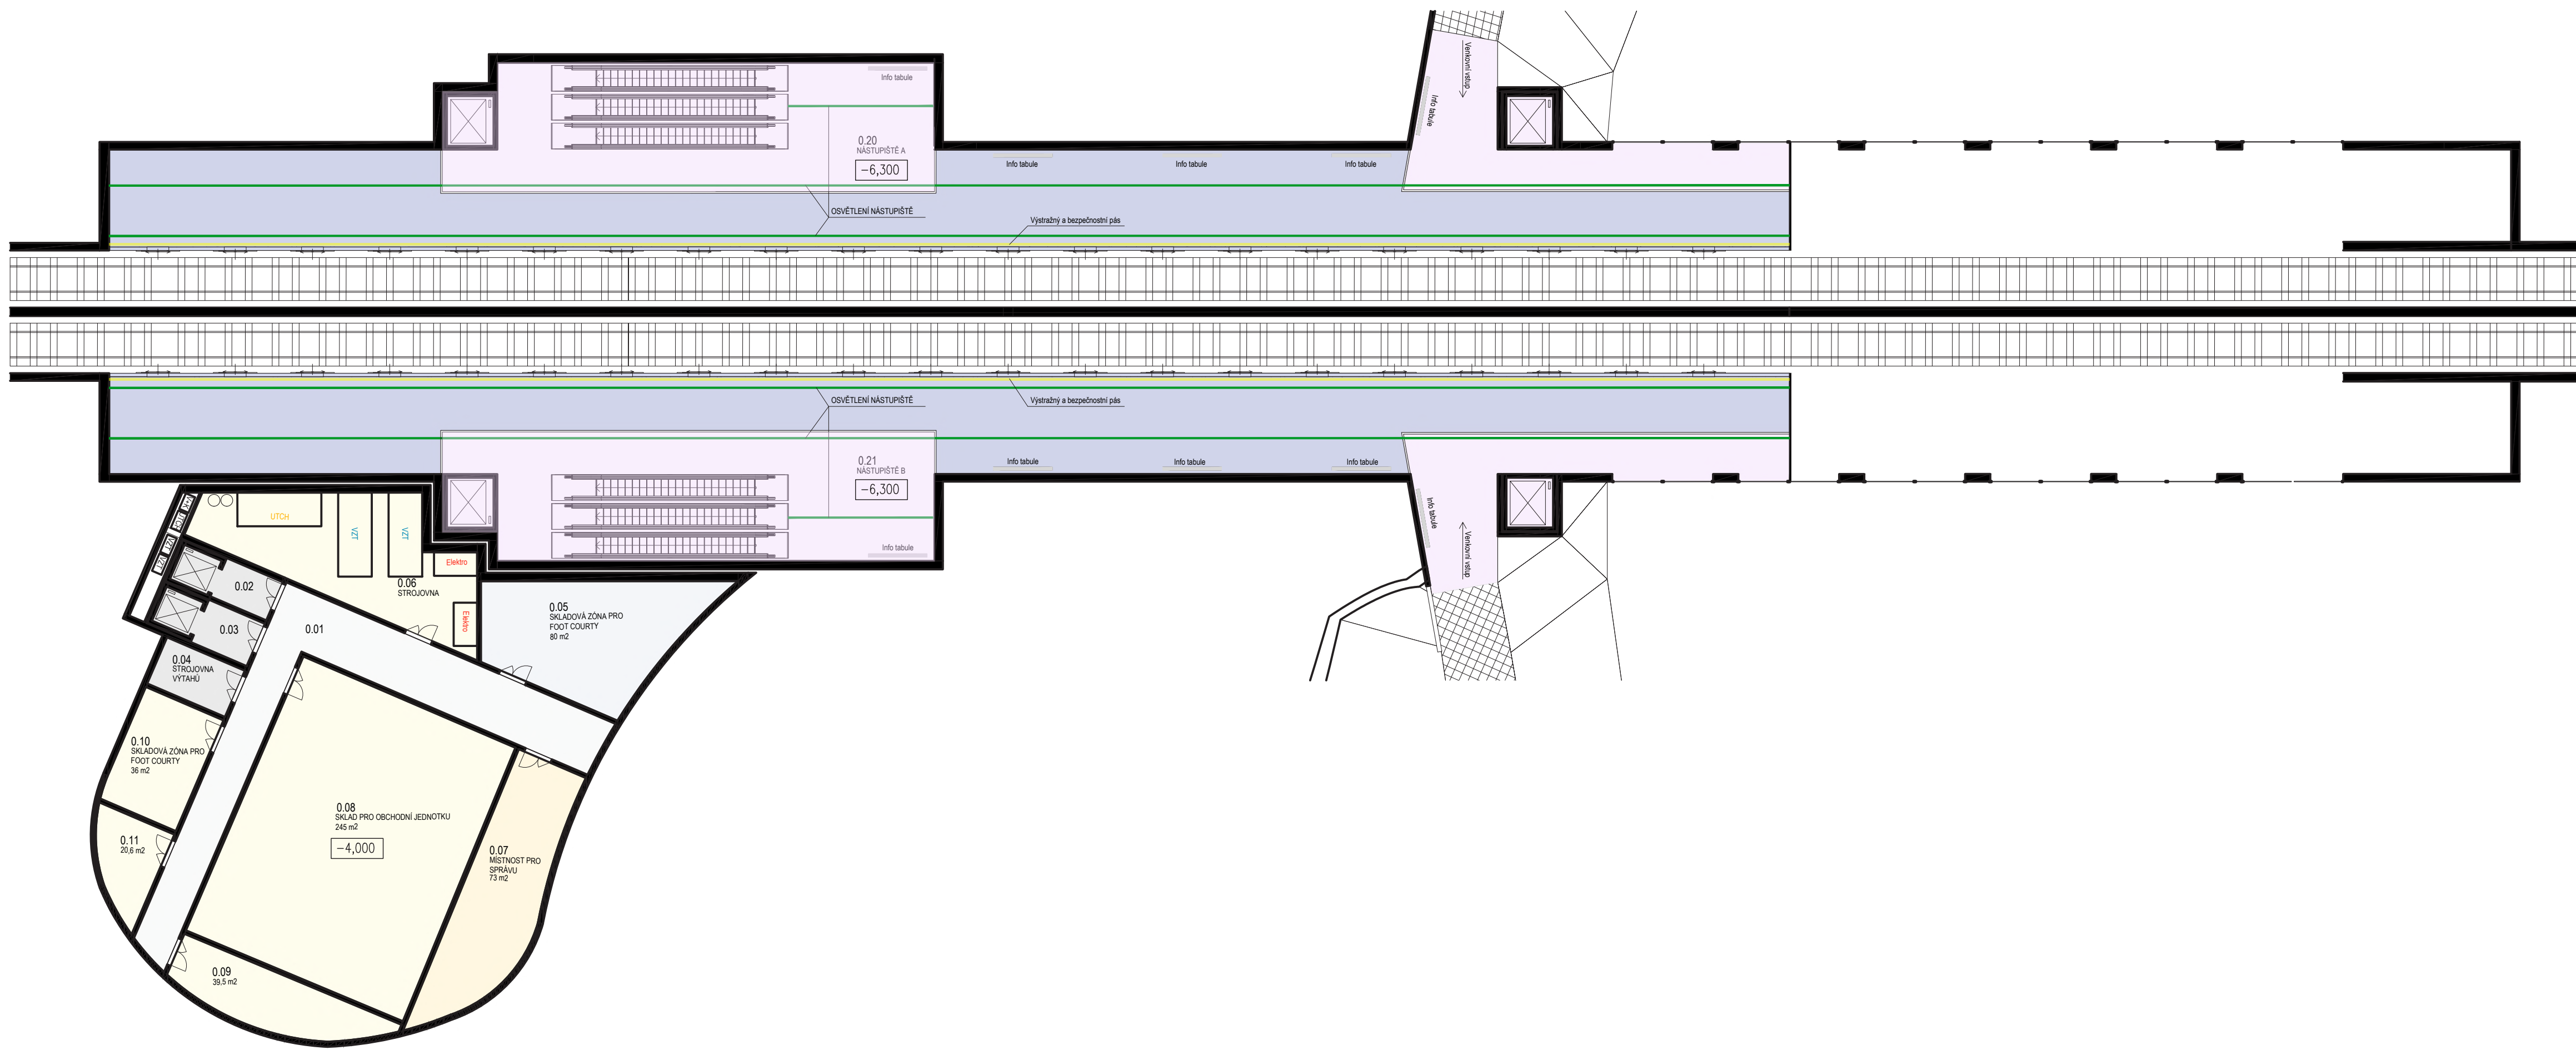 Info tabule
Venkovní vstup
Info tabule
0.20
NÁSTUPIŠTĚ A
-6,300
Info tabule
Info tabule
Info tabule
OSVĚTLENÍ NÁSTUPIŠTĚ
Výstražný a bezpečnostní pás
OSVĚTLENÍ NÁSTUPIŠTĚ
Výstražný a bezpečnostní pás
0.21
NÁSTUPIŠTĚ B
-6,300
Info tabule
Info tabule
Info tabule
Info tabule
Venkovní vstup
Info tabule
UTCH
VZT
VZT
Elektro
Elektro
UTCH
VZT
VZT
0.06
STROJOVNA
0.02
0.03
0.01
0.05
SKLADOVÁ ZÓNA PRO
FOOT COURTY
80 m2
0.04
STROJOVNA
VÝTAHŮ
0.10
SKLADOVÁ ZÓNA PRO
FOOT COURTY
36 m2
0.08
SKLAD PRO OBCHODNÍ JEDNOTKU
245 m2
-4,000
0.11
20,6 m2
0.07
MÍSTNOST PRO
SPRÁVU
73 m2
0.09
39,5 m2